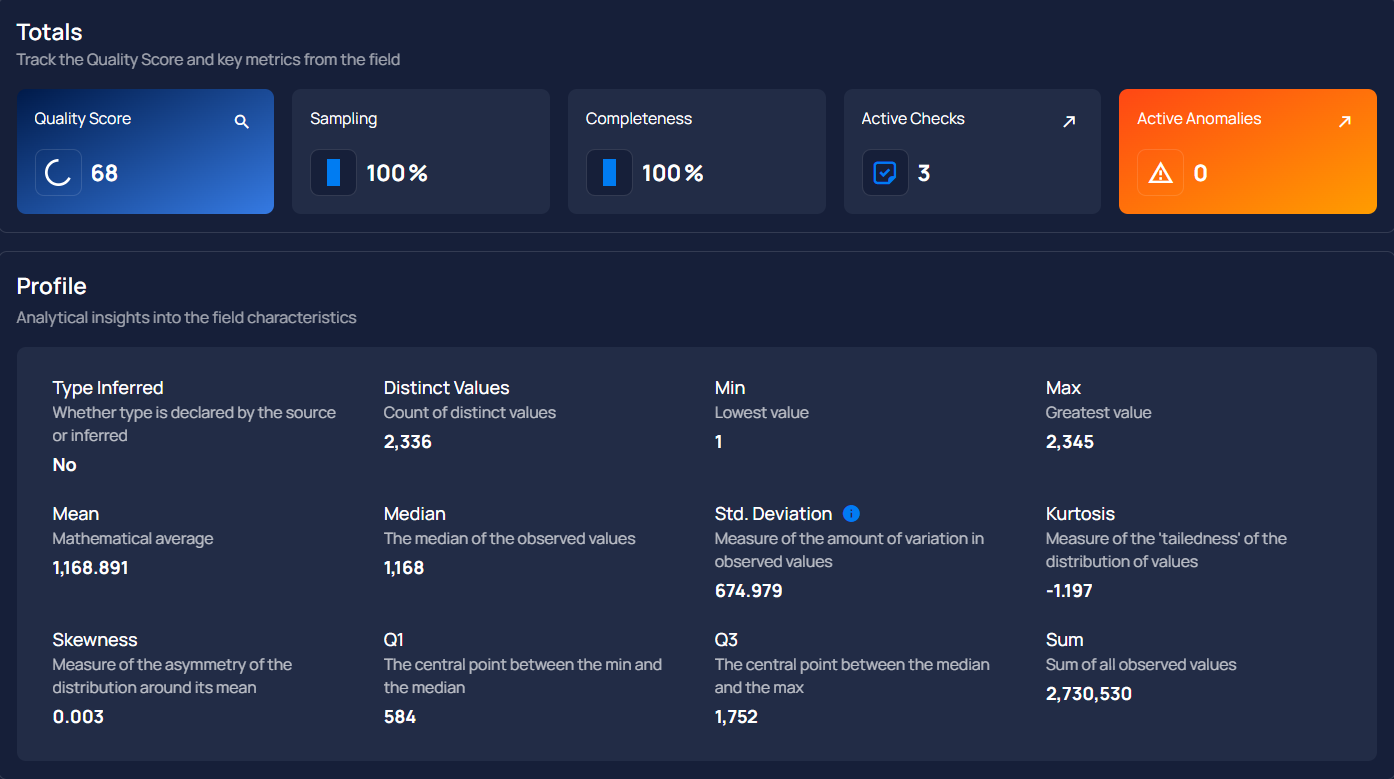 Totals
Track the Quality Score and key metrics from the field
Quality Score
68
Sampling
100 %
Completeness
100 %
Active Checks
3
Active Anomalies
0
Profile
Analytical insights into the field characteristics
Type Inferred
Whether type is declared by the source
or inferred
No
Distinct Values
Count of distinct values
2,336
Min
Lowest value
1
Max
Greatest value
2,345
Mean
Mathematical average
1,168.891
Median
The median of the observed values
1,168
Std. Deviation
Measure of the amount of variation in
observed values
674.979
Kurtosis
Measure of the 'tailedness' of the
distribution of values
-1.197
Skewness
Measure of the asymmetry of the
distribution around its mean
0.003
Q1
The central point between the min and
the median
584
Q3
The central point between the median
and the max
1,752
Sum
Sum of all observed values
2,730,530